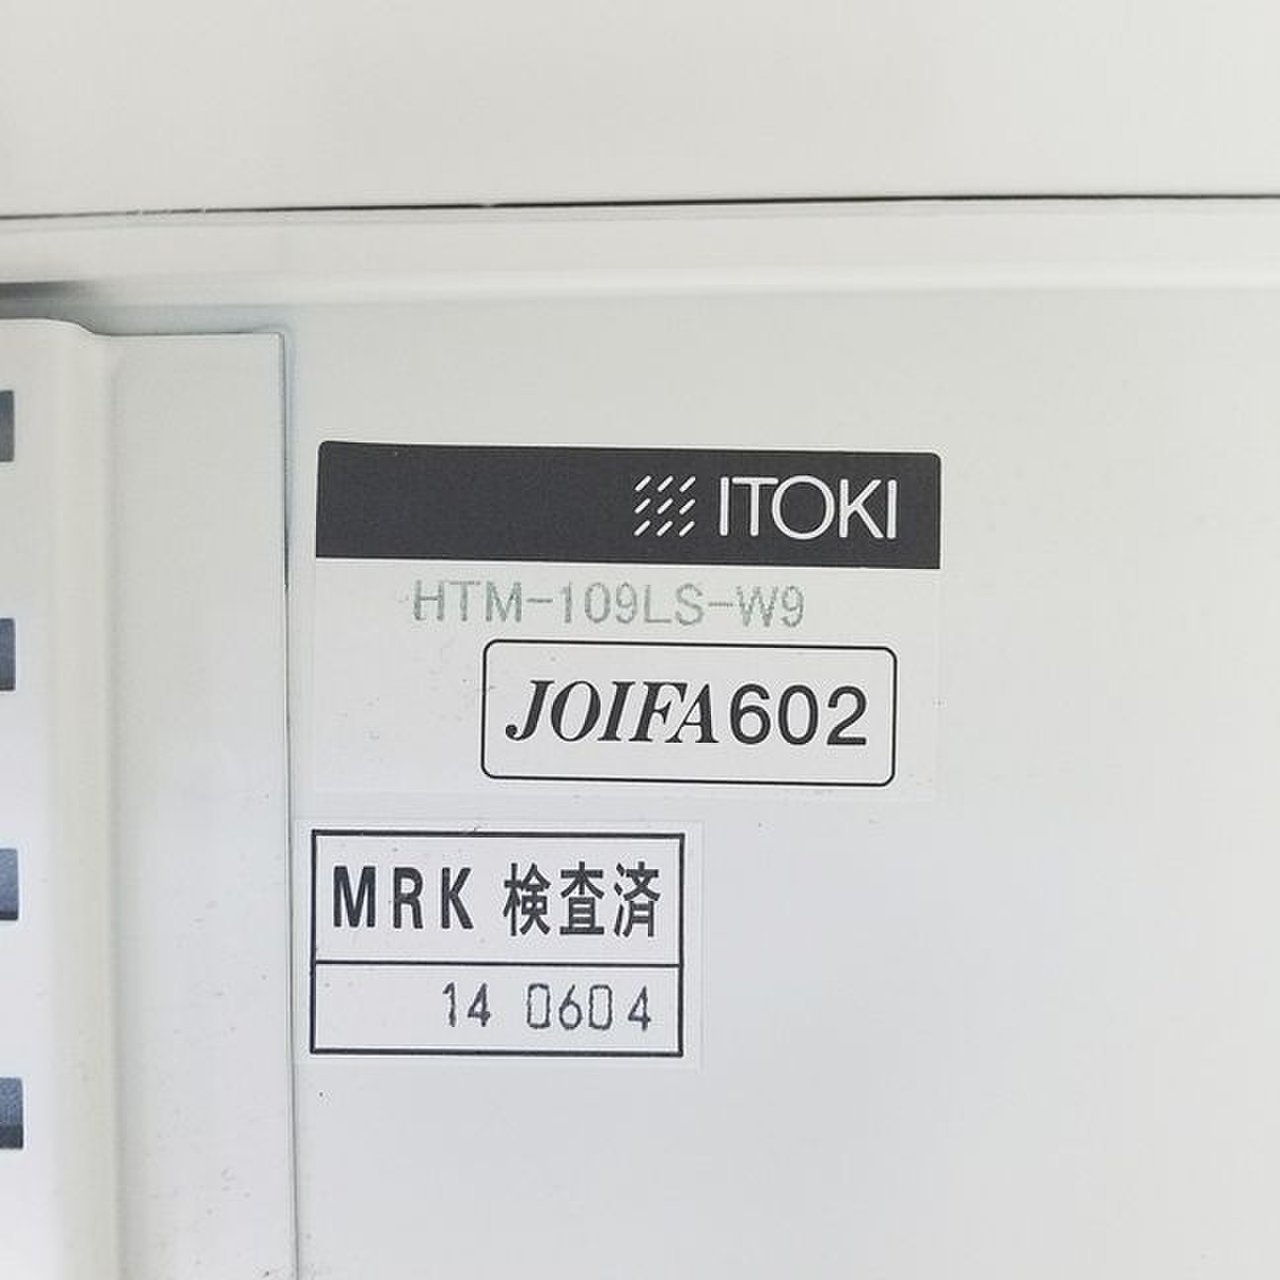 ITOKI
HTM-109LS-W9
JOIFA602
MRK 検査済
14 0604